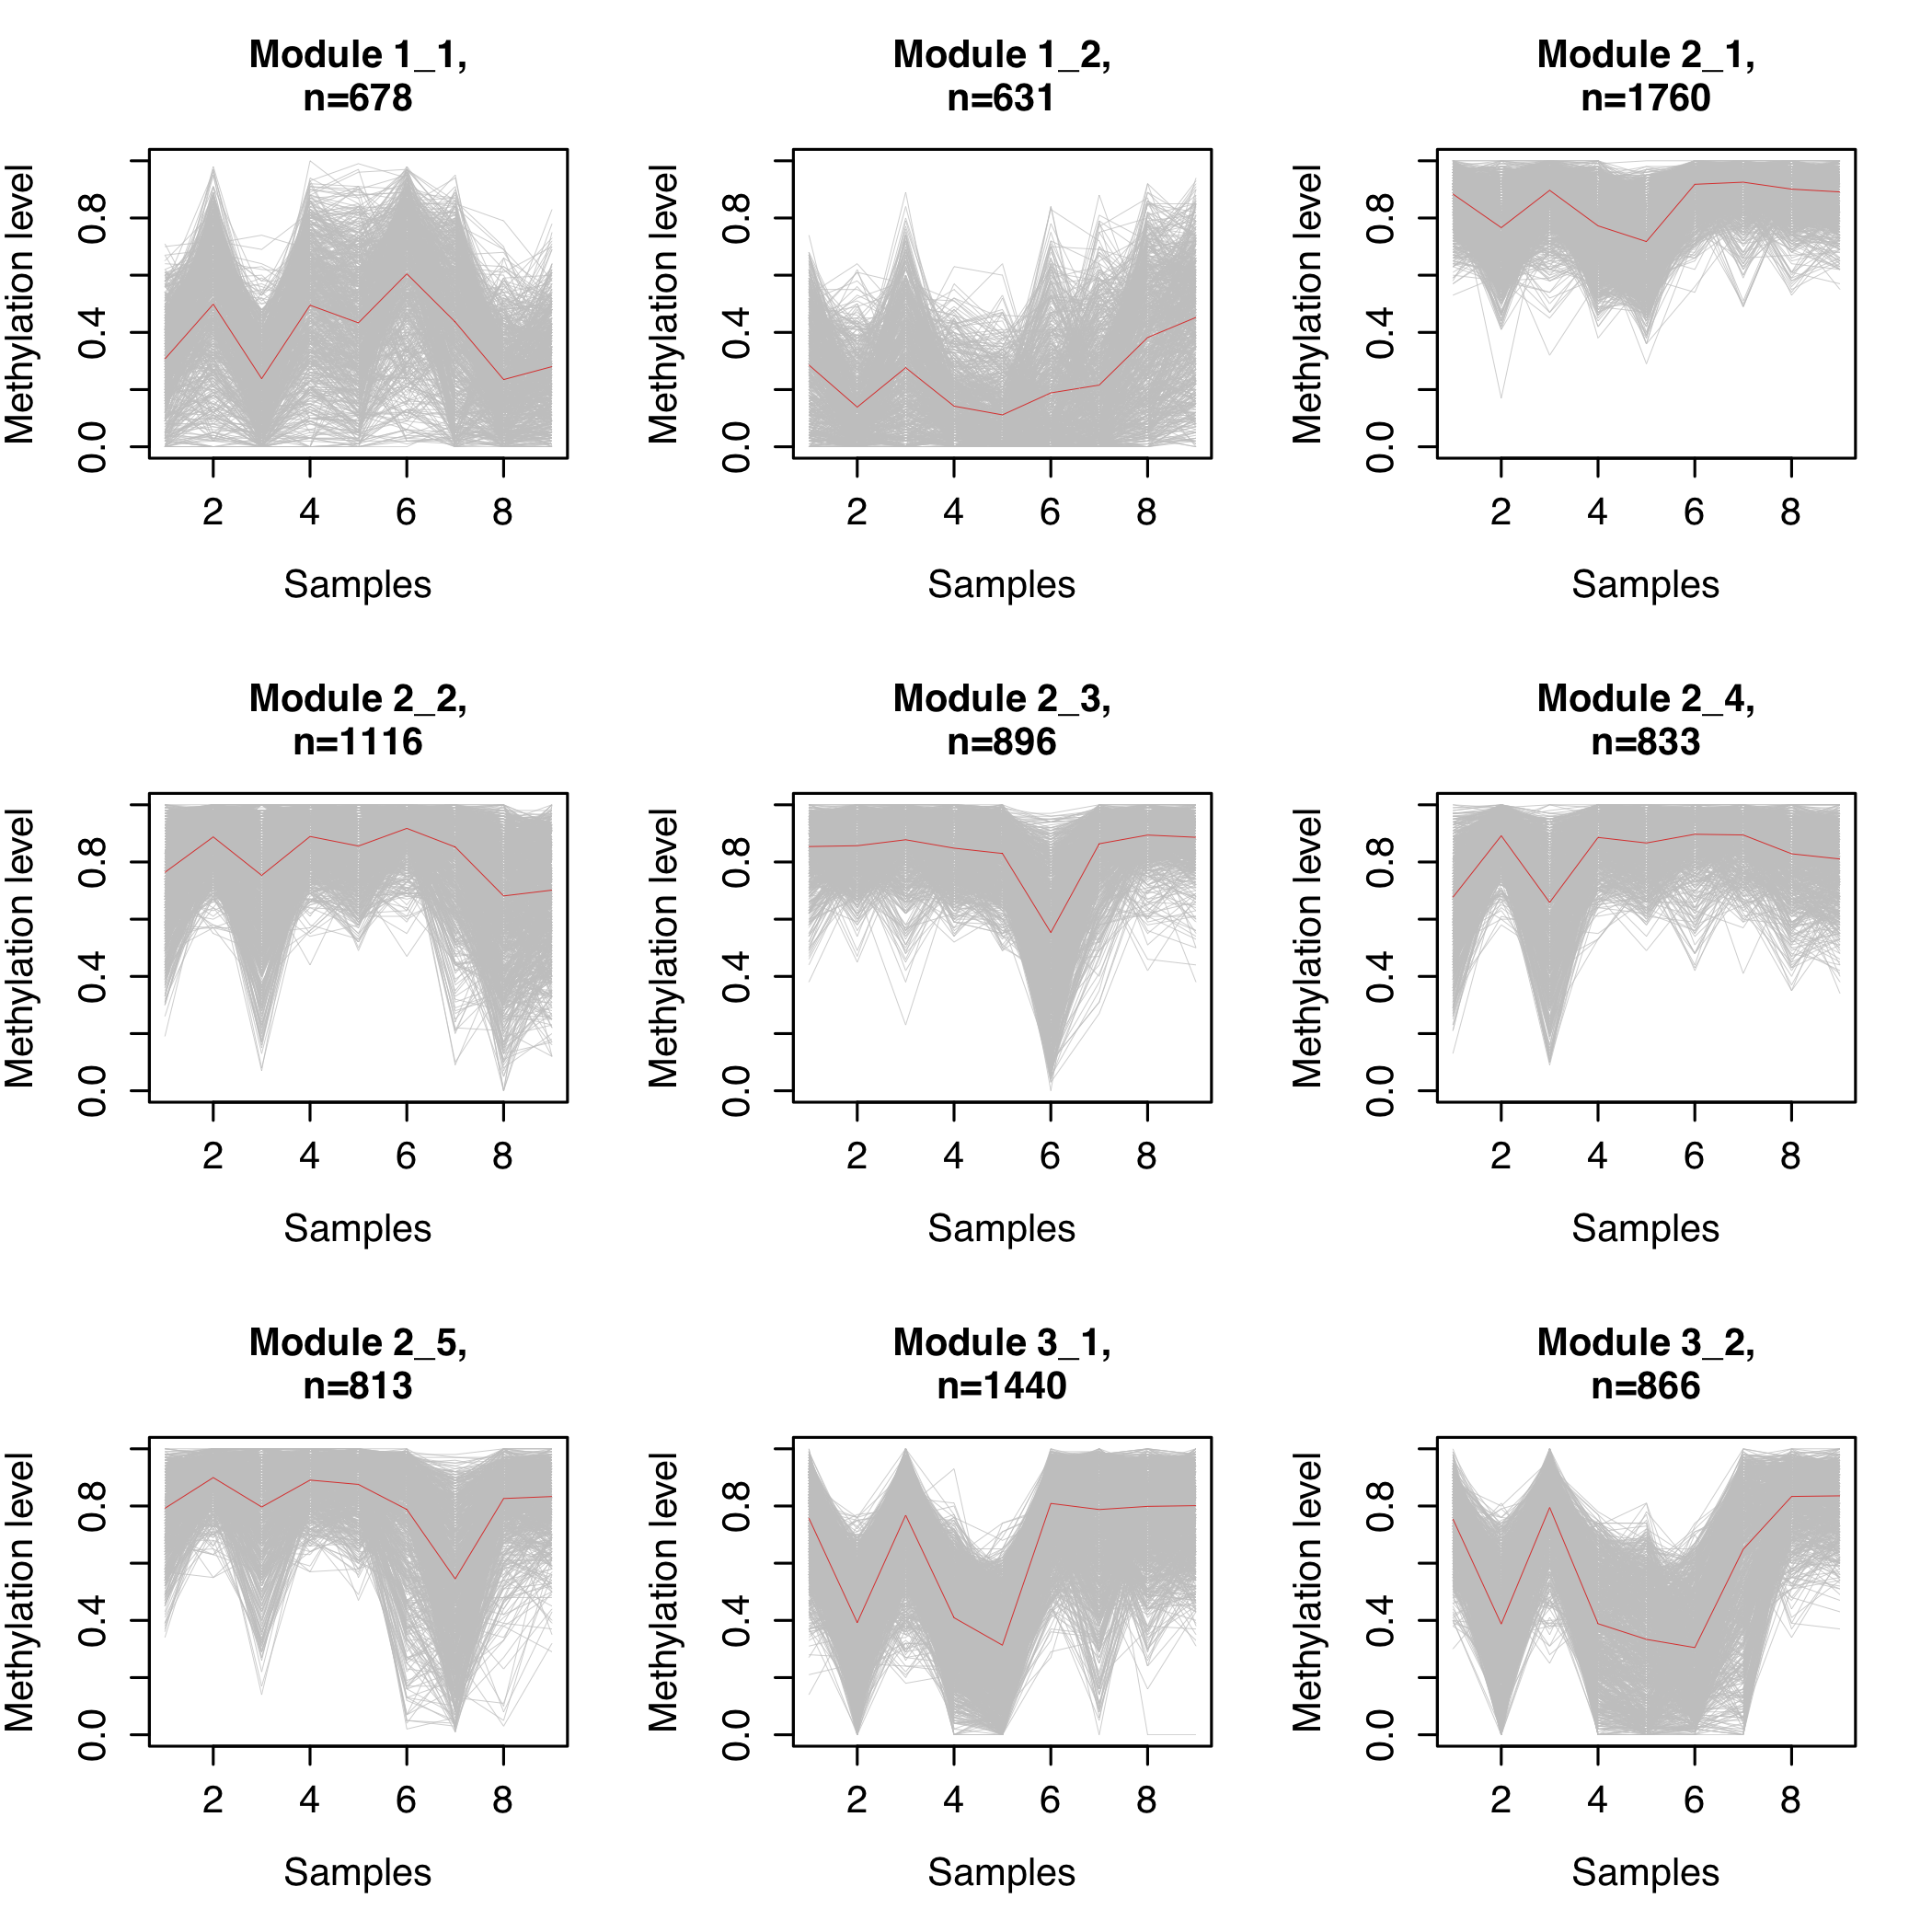 Module 1_1,
n=678
Methylation level
0.0 0.4 0.8
2 4 6 8
Samples
Module 1_2,
n=631
Methylation level
0.0 0.4 0.8
2 4 6 8
Samples
Module 2_1,
n=1760
Methylation level
0.0 0.4 0.8
2 4 6 8
Samples
Module 2_2,
n=1116
Methylation level
0.0 0.4 0.8
2 4 6 8
Samples
Module 2_3,
n=896
Methylation level
0.0 0.4 0.8
2 4 6 8
Samples
Module 2_4,
n=833
Methylation level
0.0 0.4 0.8
2 4 6 8
Samples
Module 2_5,
n=813
Methylation level
0.0 0.4 0.8
2 4 6 8
Samples
Module 3_1,
n=1440
Methylation level
0.0 0.4 0.8
2 4 6 8
Samples
Module 3_2,
n=866
Methylation level
0.0 0.4 0.8
2 4 6 8
Samples